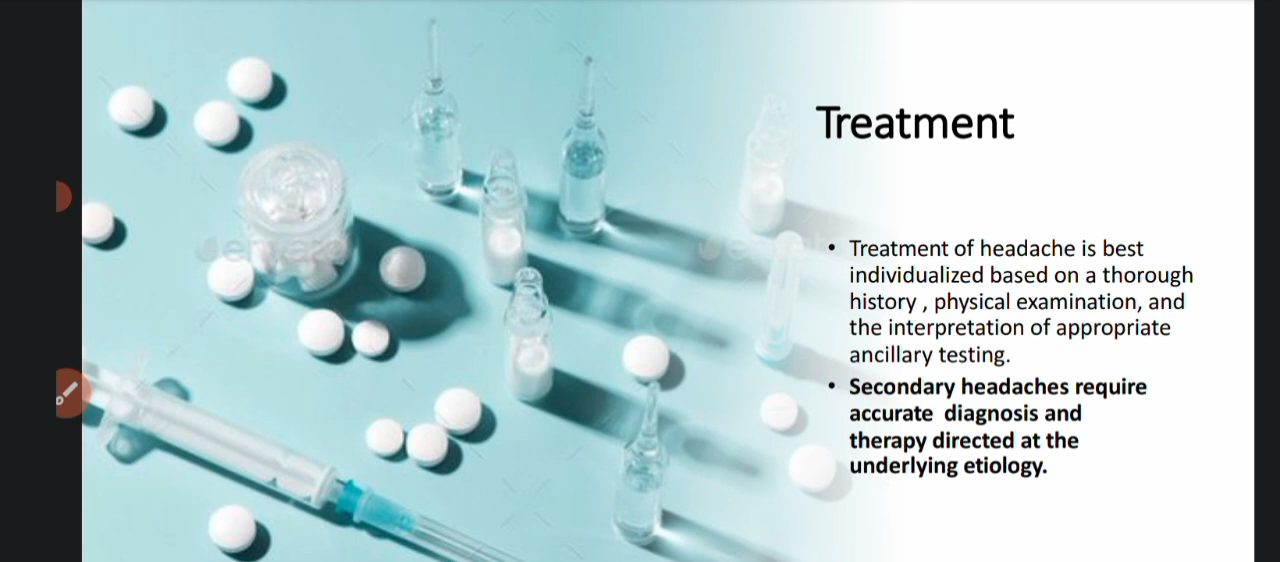 Treatment
• Treatment of headache is best
individualized based on a thorough
history , physical examination, and
the interpretation of appropriate
ancillary testing.
• Secondary headaches require
accurate  diagnosis and
therapy directed at the
underlying etiology.